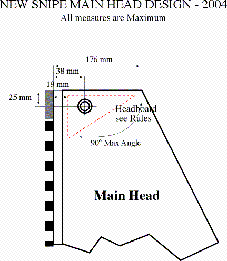 NEW SNIPE MAIN HEAD DESIGN - 2004
All measures are Maximum
176 mm
38 mm
19 mm
25 mm
Headboard
see Rules
90° Max Angle
Main Head